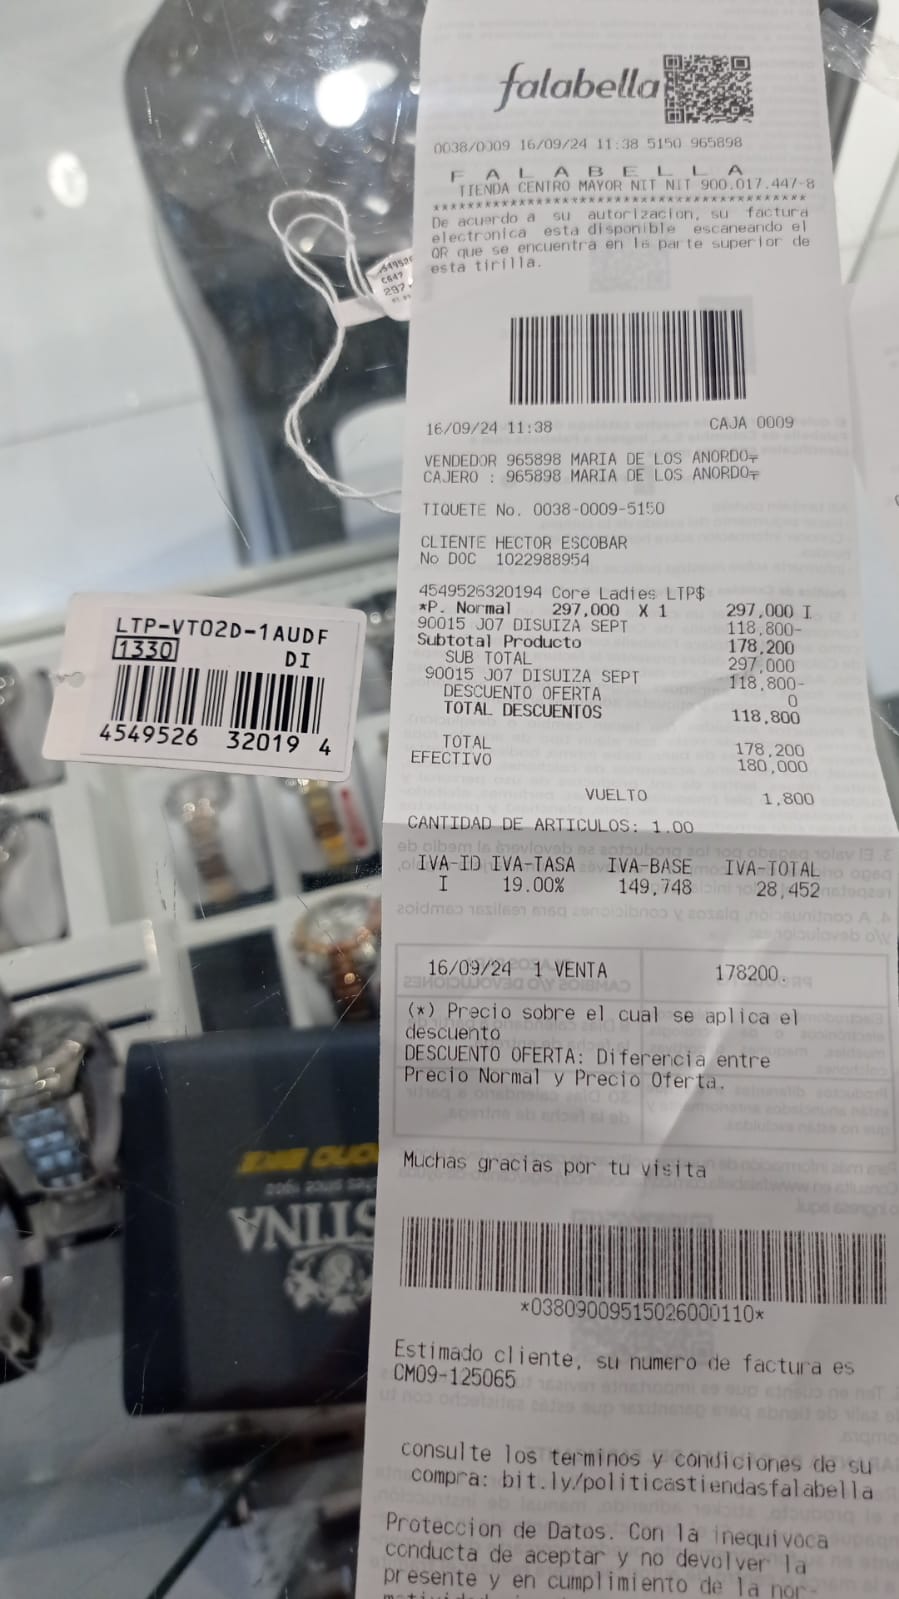 falabella
0038/0009 16/09/24 11:38 5150 965898
F A L A B E L L A
TIENDA CENTRO MAYOR NIT NIT 900.017.447-8
De acuerdo a su autorizacion, su factura
electronica esta disponible escaneando el
QR que se encuentra en la parte superior de
esta tirilla.
16/09/24 11:38 CAJA 0009
VENDEDOR 965898 MARIA DE LOS ANORDO
CAJERO : 965898 MARIA DE LOS ANORDO
TIQUETE No. 0038-0009-5150
CLIENTE HECTOR ESCOBAR
No DOC 1022988954
4549526320194 Core Ladies LTP$
*P. Normal 297,000 X 1 297,000 I
90015 J07 DISUIZA SEPT 118,800-
Subtotal Producto 178,200
SUB TOTAL 297,000
90015 J07 DISUIZA SEPT 118,800-
DESCUENTO OFERTA 0
TOTAL DESCUENTOS 118,800
TOTAL 178,200
EFECTIVO 180,000
VUELTO 1,800
CANTIDAD DE ARTICULOS: 1.00
IVA-ID IVA-TASA IVA-BASE IVA-TOTAL
I 19.00% 149,748 28,452
16/09/24 1 VENTA 178200.
(*) Precio sobre el cual se aplica el
descuento
DESCUENTO OFERTA: Diferencia entre
Precio Normal y Precio Oferta.
Muchas gracias por tu visita
*03809009515026000110*
Estimado cliente, su numero de factura es
CM09-125065
consulte los terminos y condiciones de su
compra: bit.ly/politicastiendasfalabella
Proteccion de Datos. Con la inequivoca
conducta de aceptar y no devolver la
presente y en cumplimiento de la nor-
LTP-VT02D-1AUDF
1330 DI
4549526 32019 4